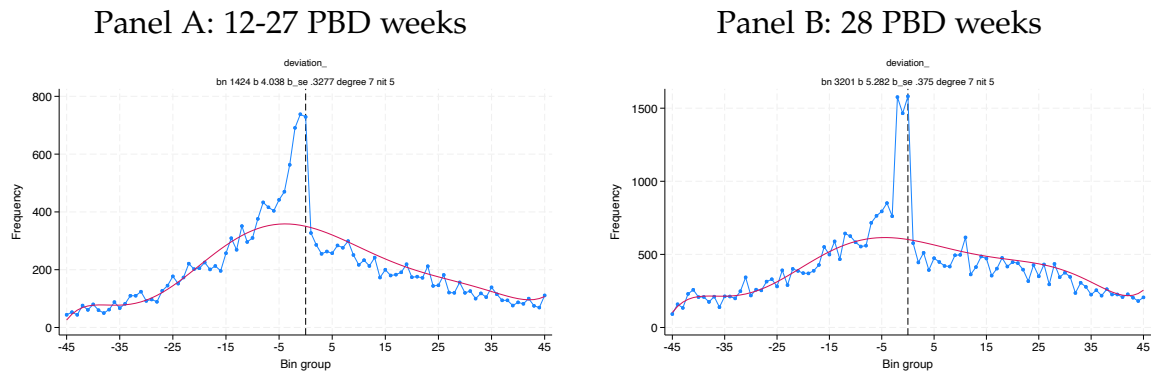 Panel A: 12-27 PBD weeks
deviation_
bn 1424 b 4.038 b_se .3277 degree 7 nit 5
800
600
400
200
0
Frequency
-45
-35
-25
-15
-5
5
15
25
35
45
Bin group
Panel B: 28 PBD weeks
deviation_
bn 3201 b 5.282 b_se .375 degree 7 nit 5
1500
1000
500
0
Frequency
-45
-35
-25
-15
-5
5
15
25
35
45
Bin group